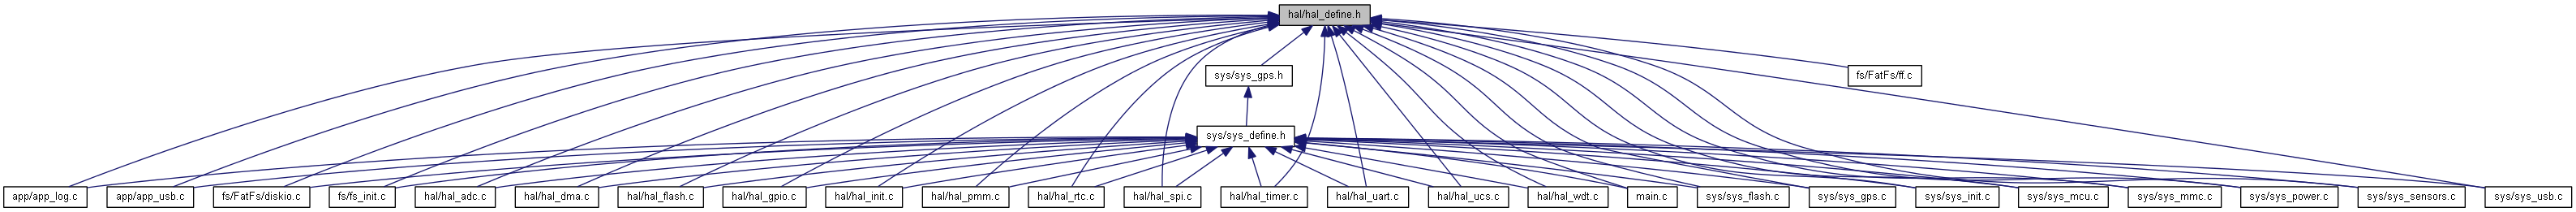 hal/hal_define.h
sys/sys_gps.h
fs/FatFs/ff.c
sys/sys_define.h
app/app_log.c
app/app_usb.c
fs/FatFs/diskio.c
fs/fs_init.c
hal/hal_adc.c
hal/hal_dma.c
hal/hal_flash.c
hal/hal_gpio.c
hal/hal_init.c
hal/hal_pmm.c
hal/hal_rtc.c
hal/hal_spi.c
hal/hal_timer.c
hal/hal_uart.c
hal/hal_ucs.c
hal/hal_wdt.c
main.c
sys/sys_flash.c
sys/sys_gps.c
sys/sys_init.c
sys/sys_mcu.c
sys/sys_mmc.c
sys/sys_power.c
sys/sys_sensors.c
sys/sys_usb.c